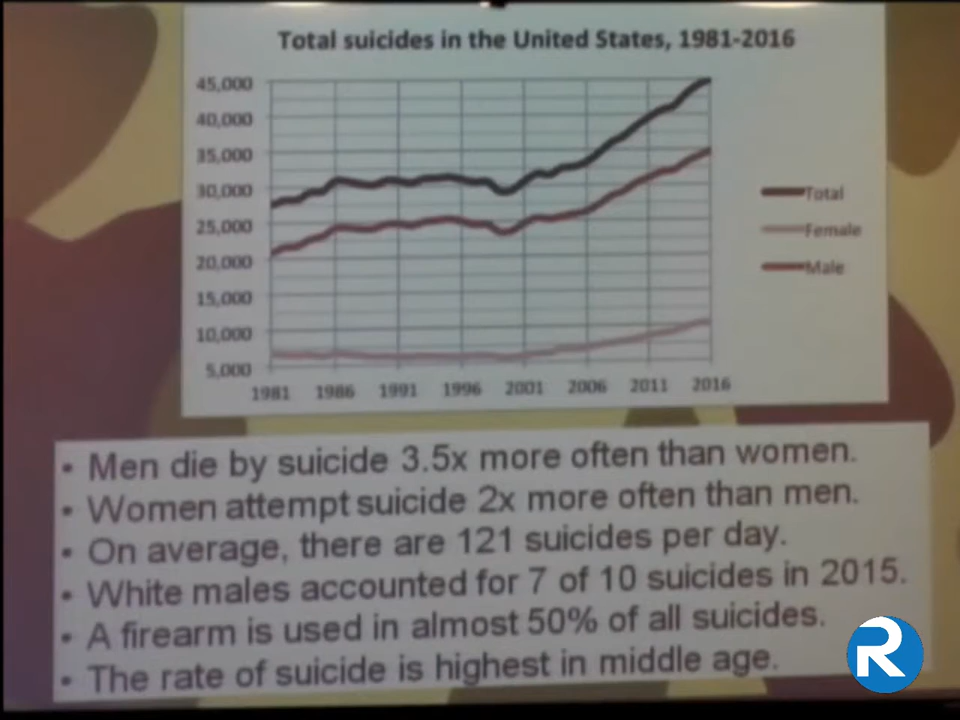 Total suicides in the United States, 1981-2016
45,000
40,000
35,000
30,000
25,000
20,000
15,000
10,000
5,000
1981 1986 1991 1996 2001 2006 2011 2016
Total
Female
Male
• Men die by suicide 3.5x more often than women.
• Women attempt suicide 2x more often than men.
• On average, there are 121 suicides per day.
• White males accounted for 7 of 10 suicides in 2015.
• A firearm is used in almost 50% of all suicides.
• The rate of suicide is highest in middle age.
R